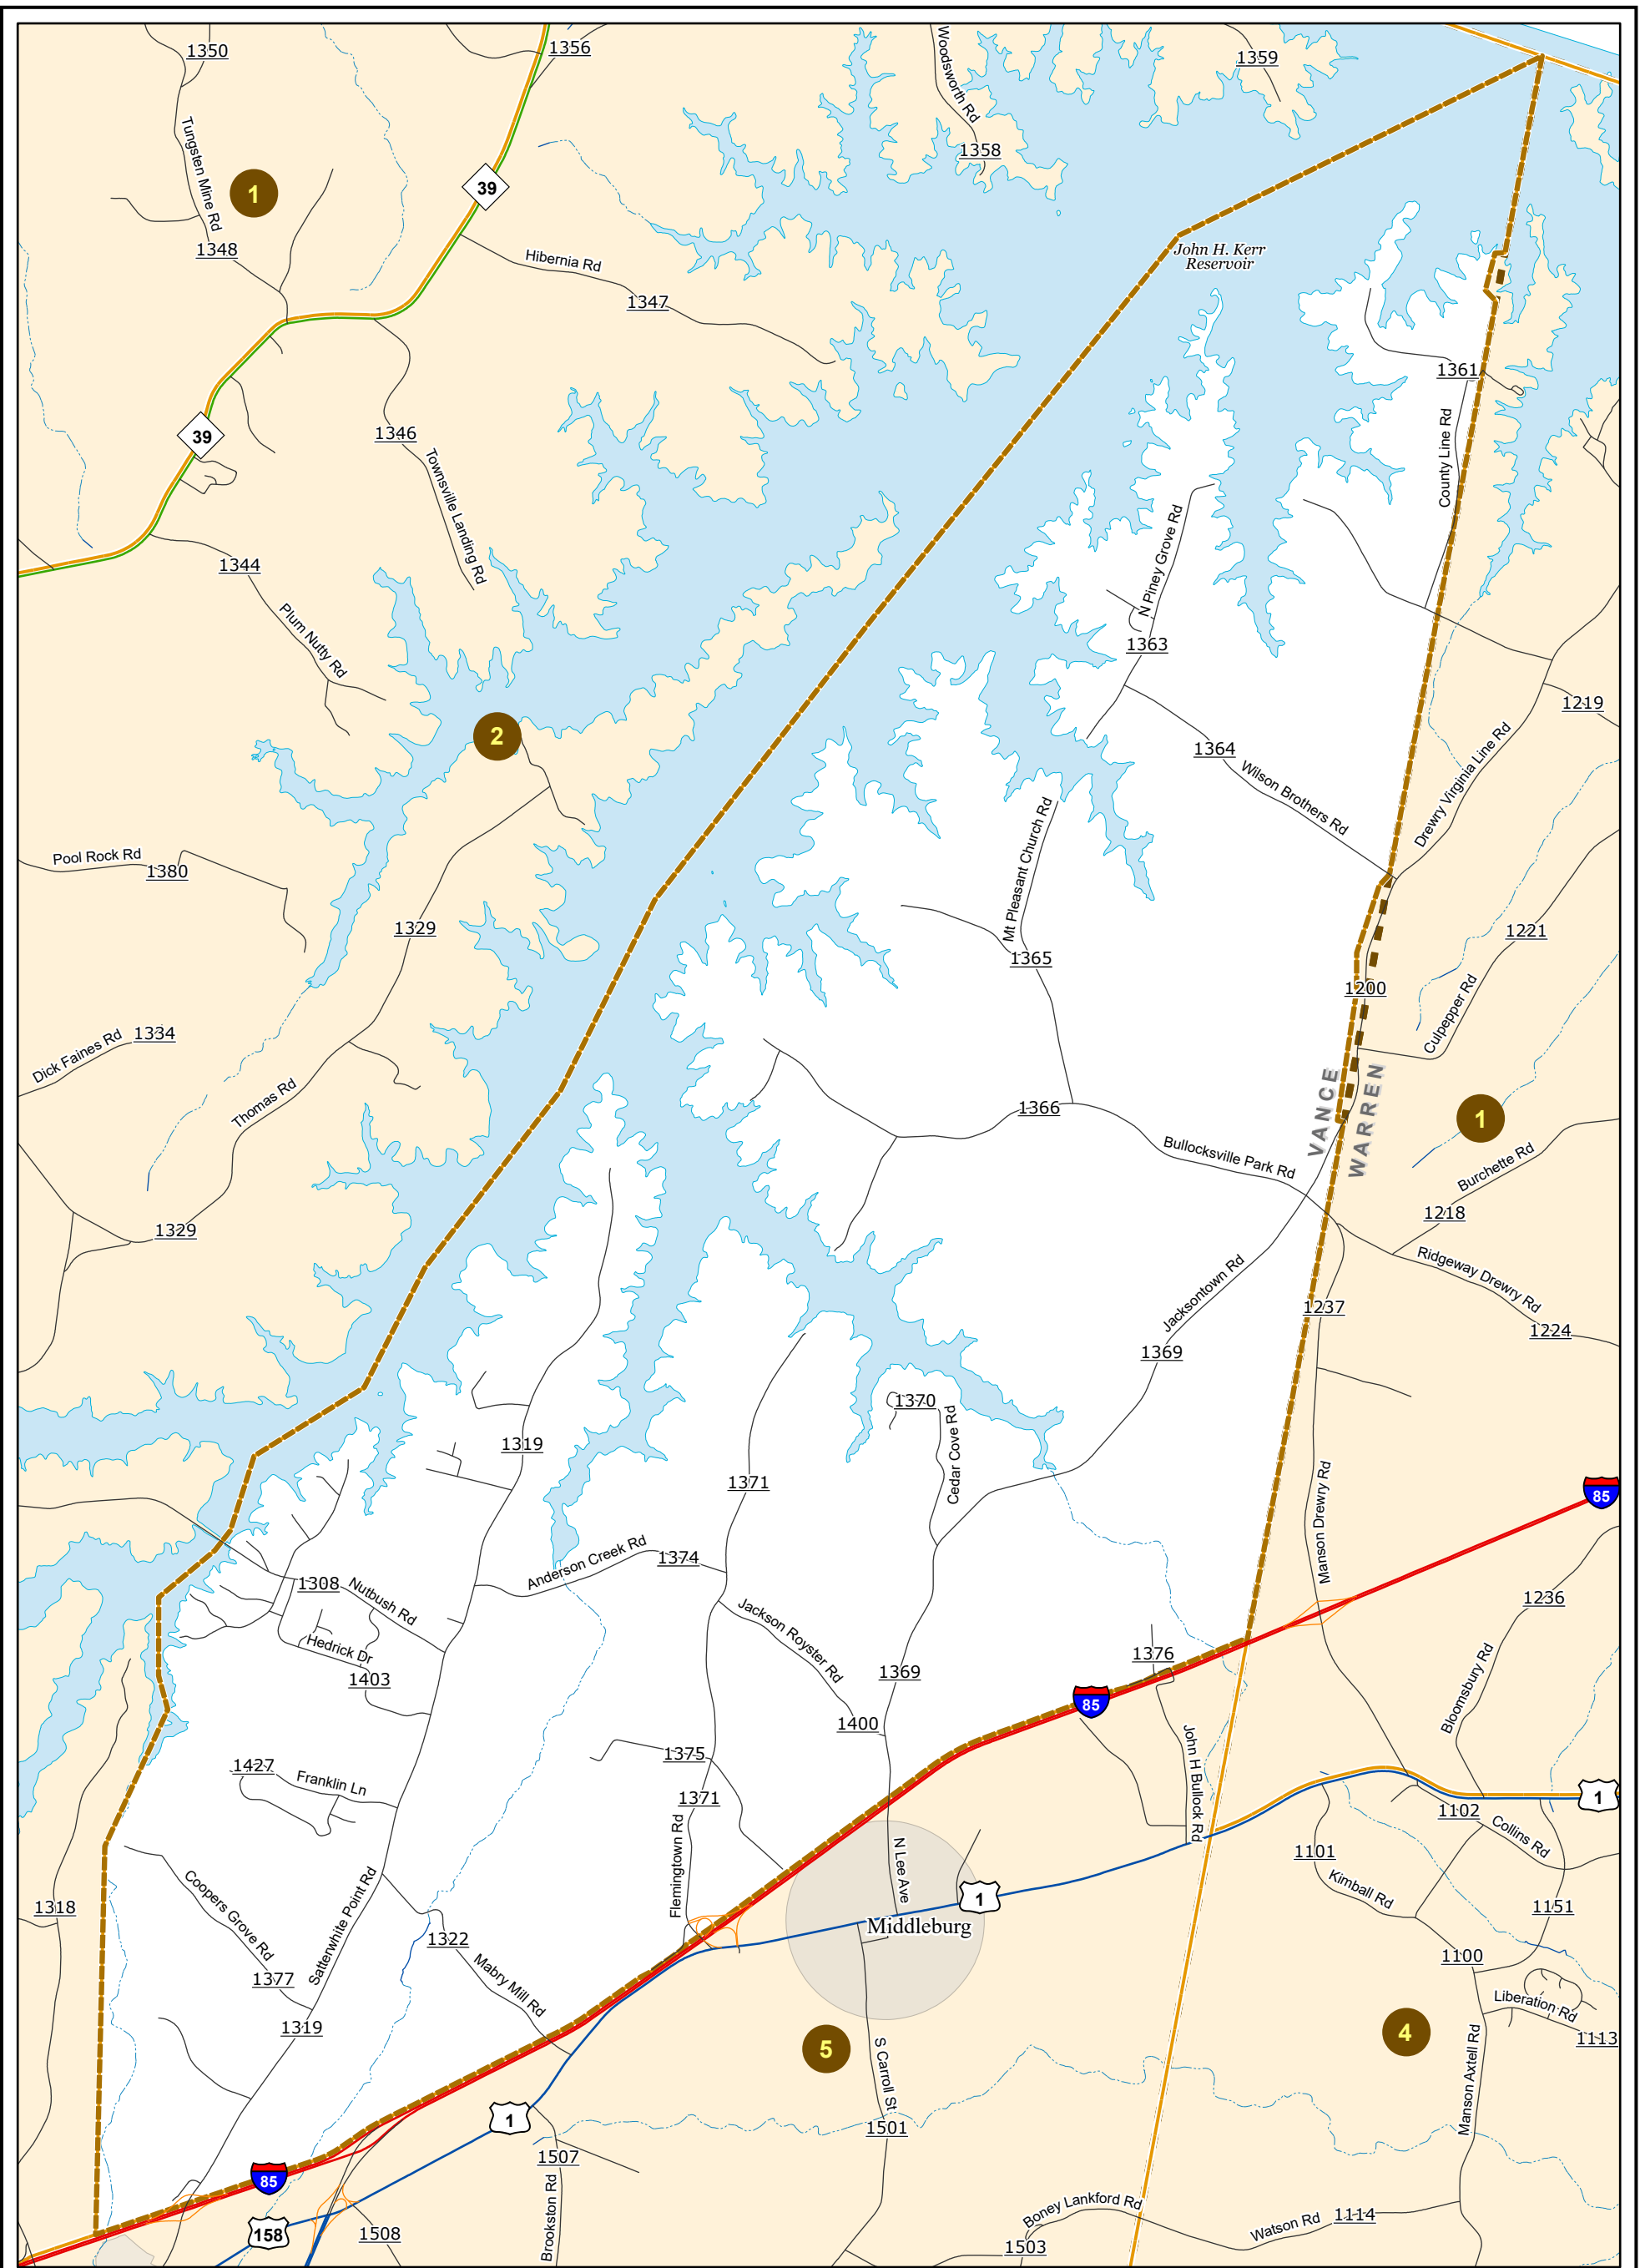 1350
1356
Woodsworth Rd
1359
Tungsten Mine Rd
1358
1
39
1348
Hibernia Rd
John H. Kerr
Reservoir
1347
1361
39
1346
County Line Rd
Townsville Landing Rd
N Piney Grove Rd
1344
Plum Nutty Rd
1363
1219
2
1364
Wilson Brothers Rd
Drewry Virginia Line Rd
Pool Rock Rd
1380
Mt Pleasant Church Rd
1329
1221
1365
1200
Culpepper Rd
Dick Faines Rd
1334
Thomas Rd
1366
VANCE
WARREN
1
Bullocksville Park Rd
Burchette Rd
1329
1218
Ridgeway Drewry Rd
Jacksontown Rd
1237
1224
1369
1370
Cedar Cove Rd
1319
1371
Manson Drewry Rd
85
Anderson Creek Rd
1374
1308
Nutbush Rd
1236
Jackson Royster Rd
Hedrick Dr
1403
1369
1376
85
Bloomsbury Rd
1400
John H Bullock Rd
1375
1427
Franklin Ln
1371
1
1102
Collins Rd
Flemingtown Rd
N Lee Ave
1101
Kimball Rd
1318
Coopers Grove Rd
Satterwhite Point Rd
1
1151
Middleburg
1322
Mabry Mill Rd
1100
1377
Liberation Rd
1319
5
4
1113
S Carroll St
Manson Axtell Rd
1
1501
1507
85
Brookston Rd
Boney Lankford Rd
158
1508
Watson Rd
1114
1503